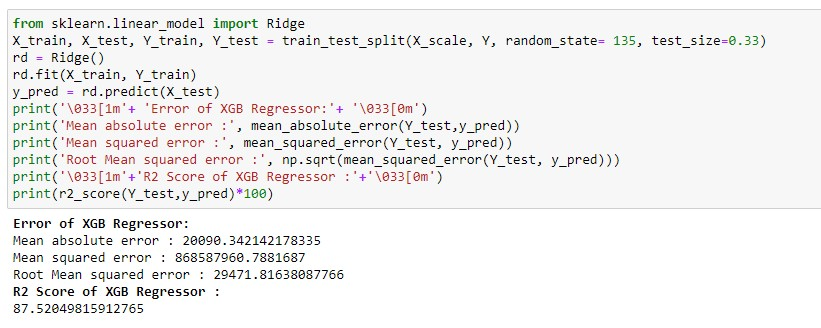 from sklearn.linear_model import Ridge
X_train, X_test, Y_train, Y_test = train_test_split(X_scale, Y, random_state= 135, test_size=0.33)
rd = Ridge()
rd.fit(X_train, Y_train)
y_pred = rd.predict(X_test)
print('\033[1m'+ 'Error of XGB Regressor:'+ '\033[0m')
print('Mean absolute error :', mean_absolute_error(Y_test,y_pred))
print('Mean squared error :', mean_squared_error(Y_test, y_pred))
print('Root Mean squared error :', np.sqrt(mean_squared_error(Y_test, y_pred)))
print('\033[1m'+'R2 Score of XGB Regressor :'+'\033[0m')
print(r2_score(Y_test,y_pred)*100)
Error of XGB Regressor:
Mean absolute error : 20090.342142178335
Mean squared error : 868587960.7881687
Root Mean squared error : 29471.81638087766
R2 Score of XGB Regressor :
87.52049815912765